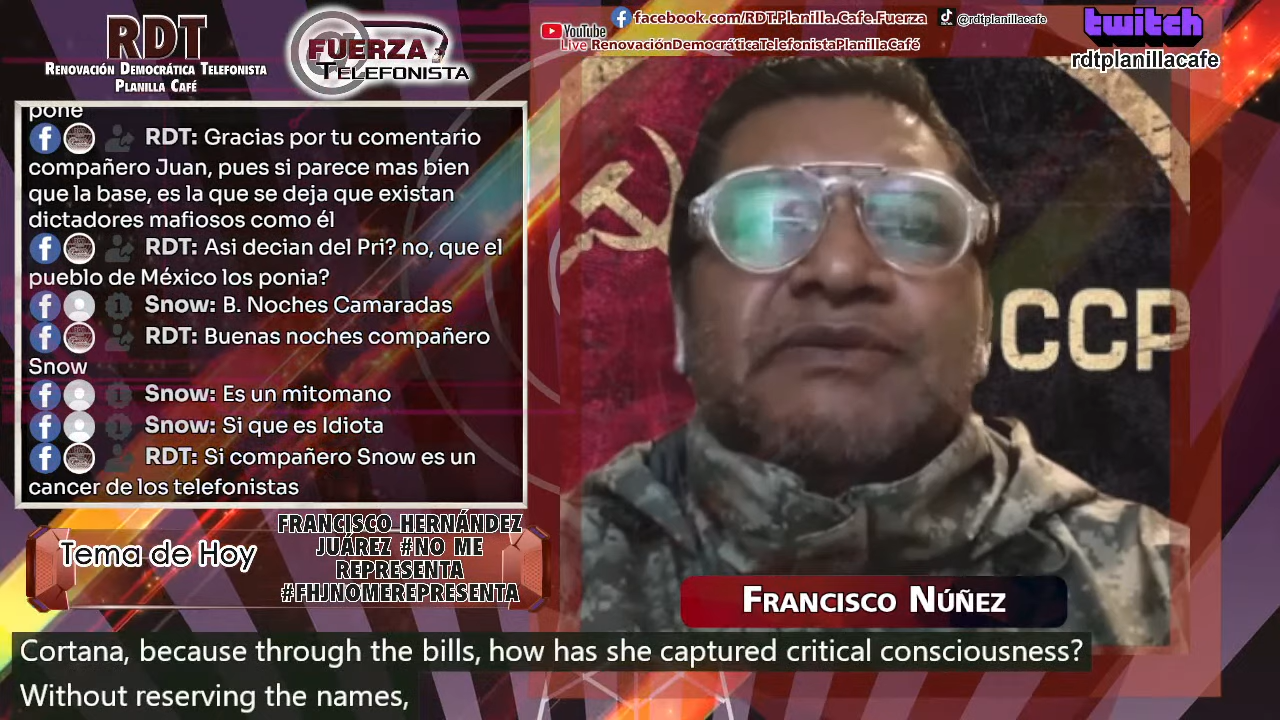 RDT
RENOVACIÓN DEMOCRÁTICA TELEFONISTA
PLANILLA CAFÉ
FUERZA
TELEFONISTA
YouTube
facebook.com/RDT.Planilla.Cafe.Fuerza
@rdtplanillacafe
Live RenovaciónDemocráticaTelefonistaPlanillaCafé
twitch
rdtplanillacafe
pone
RDT: Gracias por tu comentario
compañero Juan, pues si parece mas bien
que la base, es la que se deja que existan
dictadores mafiosos como él
RDT: Asi decian del Pri? no, que el
pueblo de México los ponia?
1 Snow: B. Noches Camaradas
RDT: Buenas noches compañero
Snow
1 Snow: Es un mitomano
1 Snow: Si que es Idiota
RDT: Si compañero Snow es un
cancer de los telefonistas
CCCP
Tema de Hoy
FRANCISCO HERNÁNDEZ
JUÁREZ #NO ME
REPRESENTA
#FHJNOMEREPRESENTA
FRANCISCO NÚÑEZ
Cortana, because through the bills, how has she captured critical consciousness?
Without reserving the names,